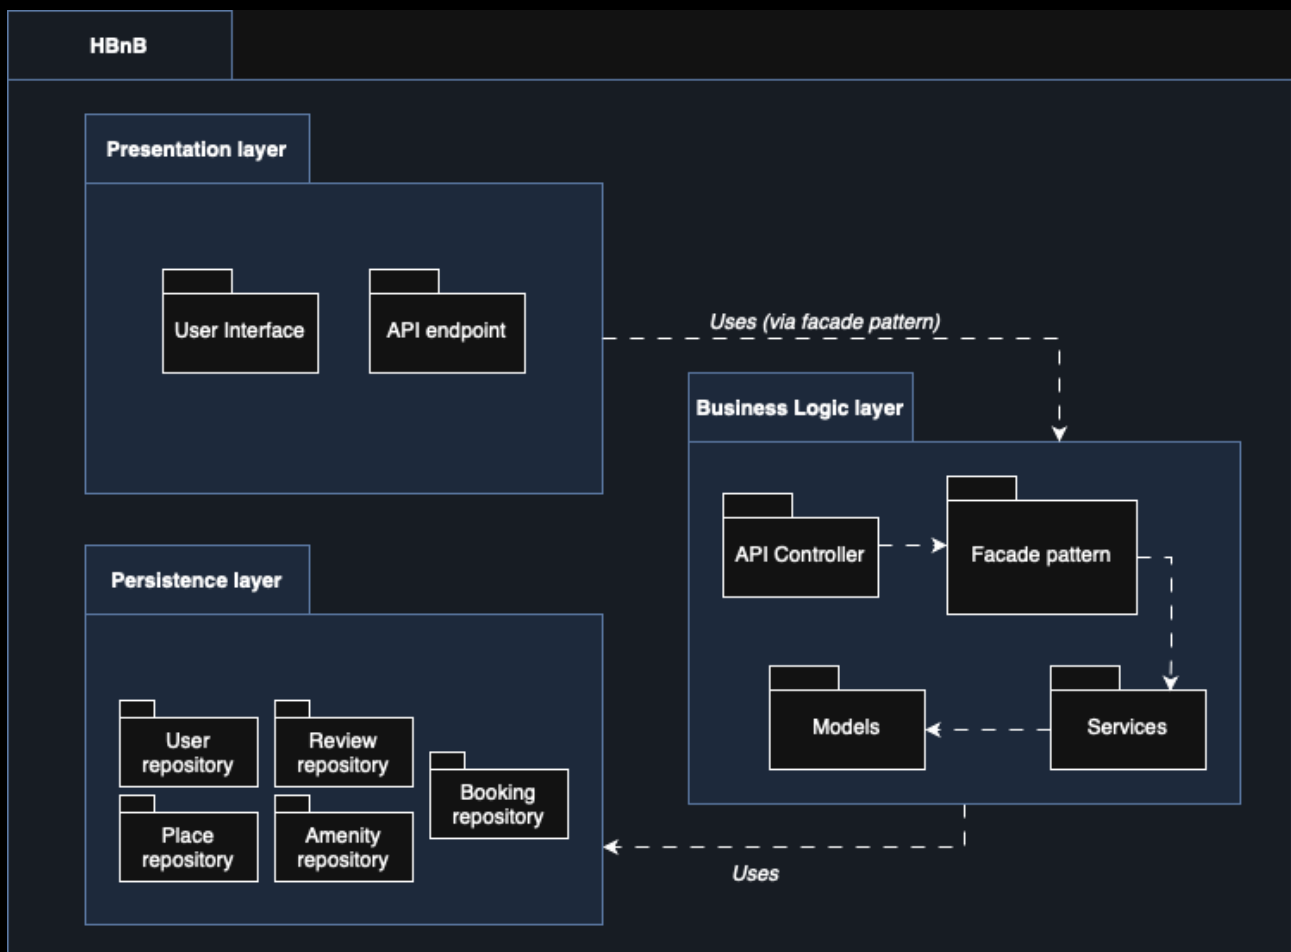 HBnB
Presentation layer
User Interface
API endpoint
Uses (via facade pattern)
Business Logic layer
API Controller
Facade pattern
Models
Services
Persistence layer
User
repository
Review
repository
Booking
repository
Place
repository
Amenity
repository
Uses